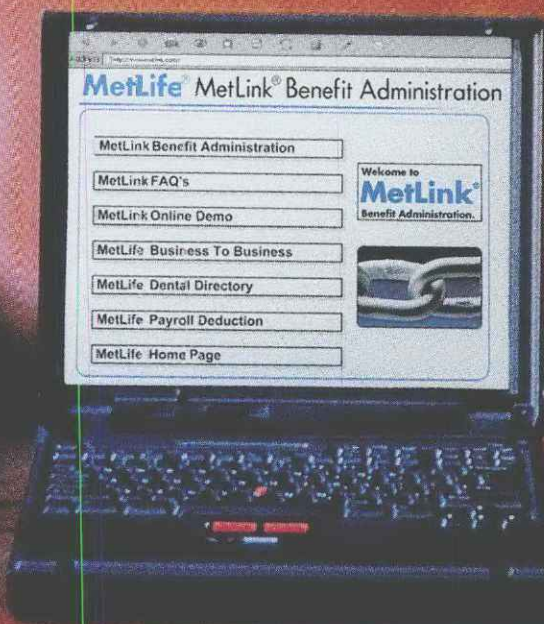 MetLife® MetLink® Benefit Administration
MetLink Benefit Administration
MetLink FAQ's
MetLink Online Demo
MetLife Business To Business
MetLife Dental Directory
MetLife Payroll Deduction
MetLife Home Page
Welcome to
MetLink®
Benefit Administration.